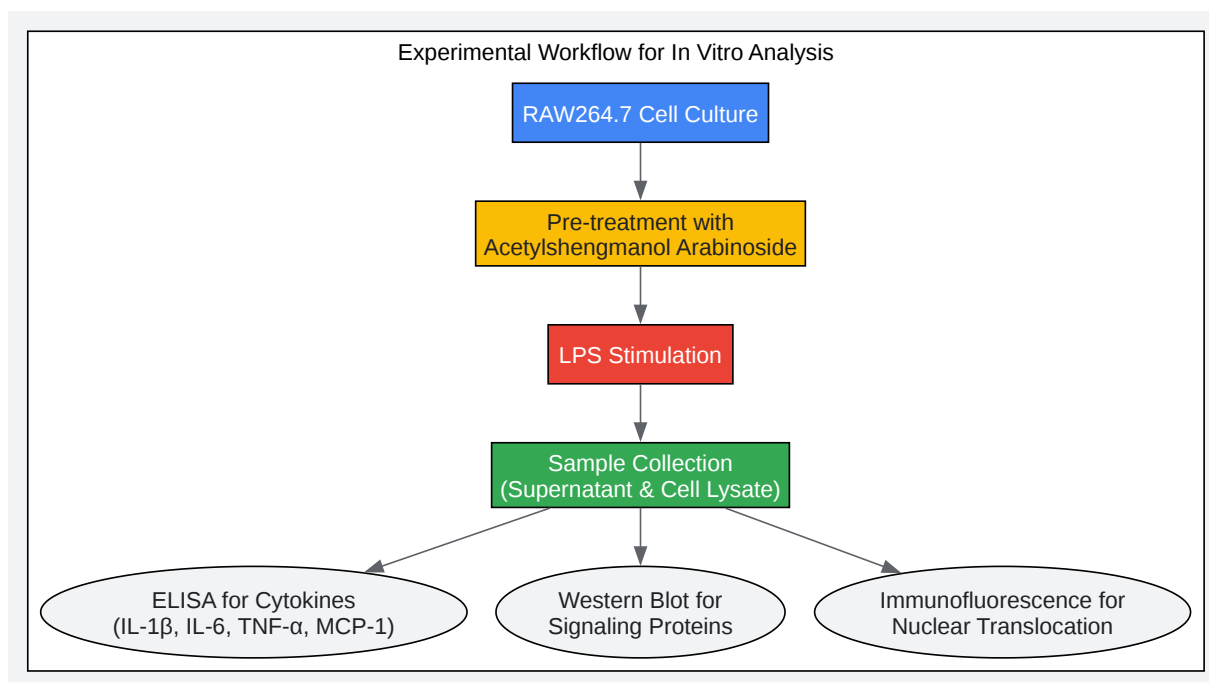 Experimental Workflow for In Vitro Analysis
RAW264.7 Cell Culture
Pre-treatment with
Acetylshengmanol Arabinoside
LPS Stimulation
Sample Collection
(Supernatant & Cell Lysate)
ELISA for Cytokines
(IL-1β, IL-6, TNF-α, MCP-1)
Western Blot for
Signaling Proteins
Immunofluorescence for
Nuclear Translocation